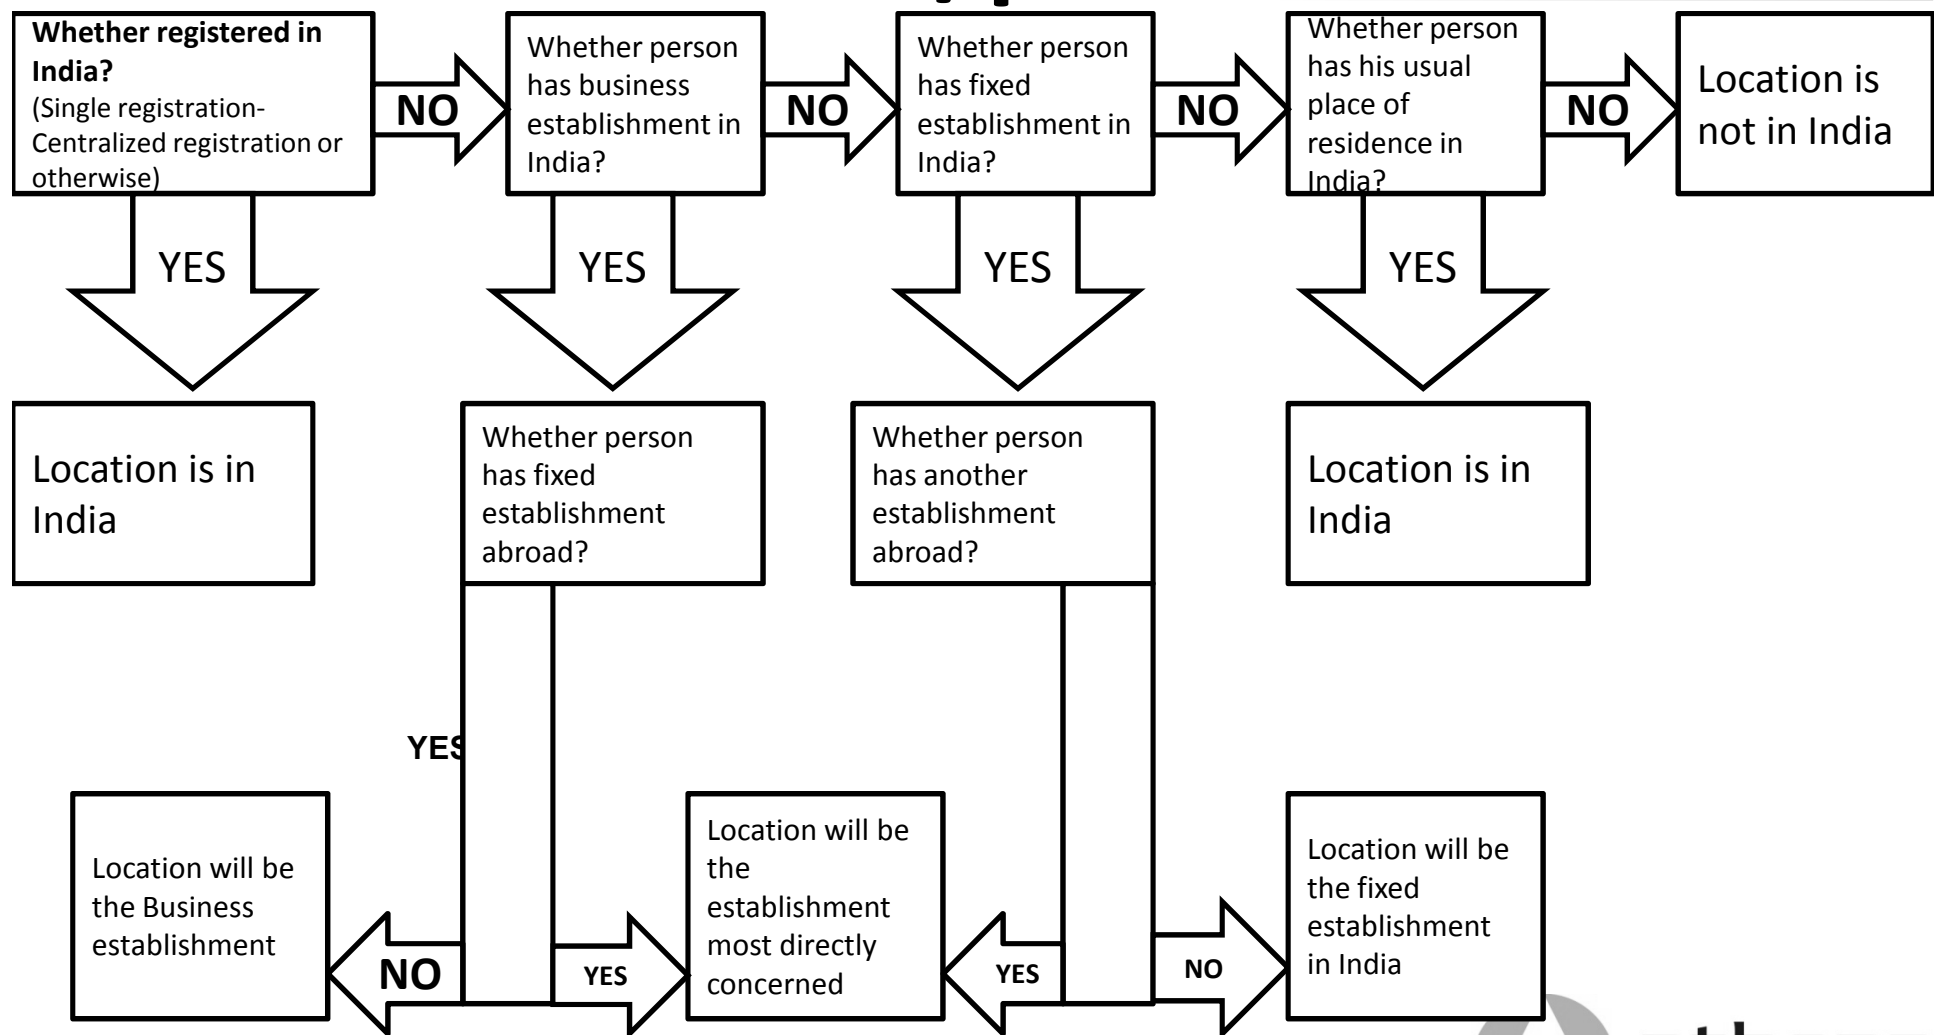 Whether registered in
India?
(Single registration-
Centralized registration or
otherwise)
NO
Whether person
has business
establishment in
India?
NO
Whether person
has fixed
establishment in
India?
NO
Whether person
has his usual
place of
residence in
India?
NO
Location is
not in India
YES
YES
YES
YES
Location is in
India
Whether person
has fixed
establishment
abroad?
Whether person
has another
establishment
abroad?
Location is in
India
YES
Location will be
the Business
establishment
NO
YES
Location will be
the
establishment
most directly
concerned
YES
NO
Location will be
the fixed
establishment
in India